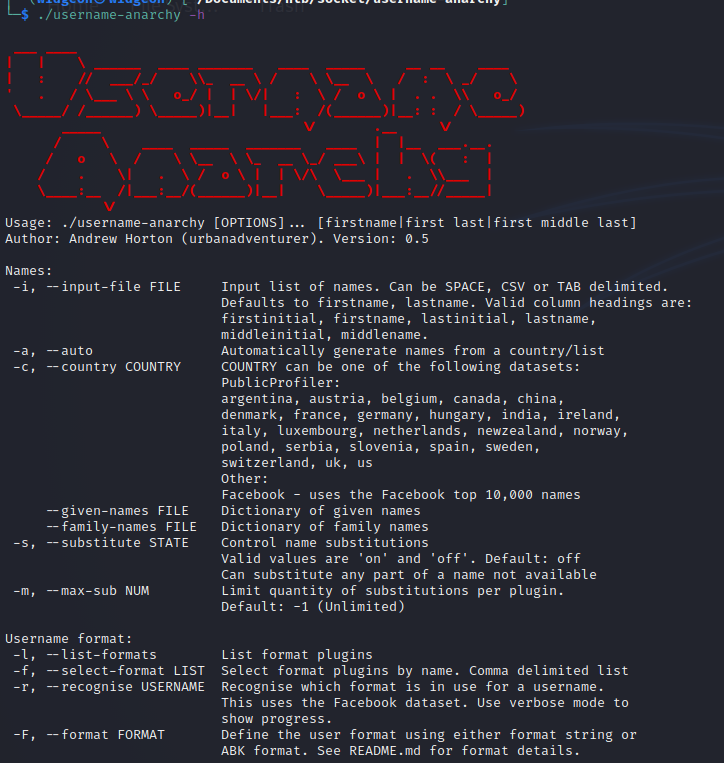 └─$ ./username-anarchy -h
Username
Anarchy
Usage: ./username-anarchy [OPTIONS]... [firstname|first last|first middle last]
Author: Andrew Horton (urbanadventurer). Version: 0.5
Names:
-i, --input-file FILE Input list of names. Can be SPACE, CSV or TAB delimited.
Defaults to firstname, lastname. Valid column headings are:
firstinitial, firstname, lastinitial, lastname,
middleinitial, middlename.
-a, --auto Automatically generate names from a country/list
-c, --country COUNTRY COUNTRY can be one of the following datasets:
PublicProfiler:
argentina, austria, belgium, canada, china,
denmark, france, germany, hungary, india, ireland,
italy, luxembourg, netherlands, newzealand, norway,
poland, serbia, slovenia, spain, sweden,
switzerland, uk, us
Other:
Facebook - uses the Facebook top 10,000 names
--given-names FILE Dictionary of given names
--family-names FILE Dictionary of family names
-s, --substitute STATE Control name substitutions
Valid values are 'on' and 'off'. Default: off
Can substitute any part of a name not available
-m, --max-sub NUM Limit quantity of substitutions per plugin.
Default: -1 (Unlimited)
Username format:
-l, --list-formats List format plugins
-f, --select-format LIST Select format plugins by name. Comma delimited list
-r, --recognise USERNAME Recognise which format is in use for a username.
This uses the Facebook dataset. Use verbose mode to
show progress.
-F, --format FORMAT Define the user format using either format string or
ABK format. See README.md for format details.